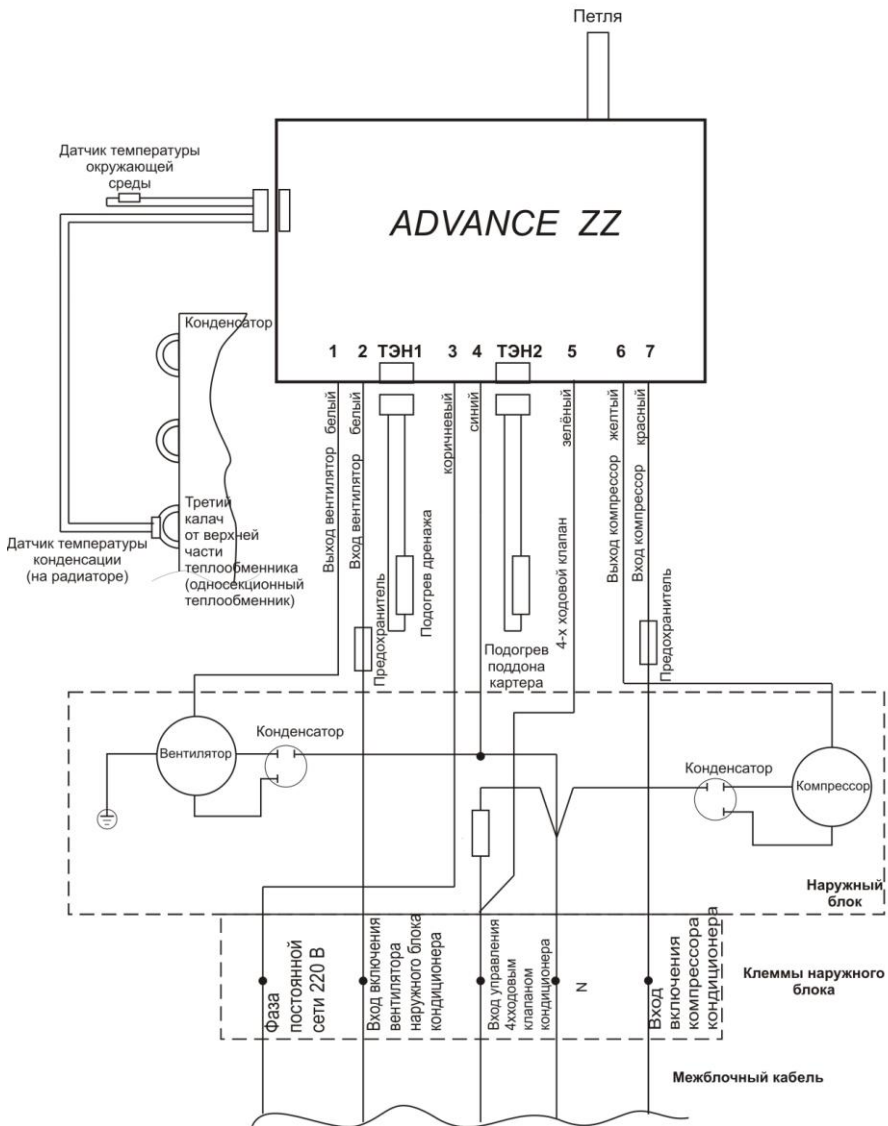 Петля
Датчик температуры
окружающей
среды
ADVANCE ZZ
Конденсатор
1 2 ТЭН1 3 4 ТЭН2 5 6 7
Выход вентилятор белый
Вход вентилятор белый
коричневый
синий
зелёный
Выход компрессор желтый
Вход компрессор красный
Третий
калач
от верхней
части
теплообменника
(односекционный
теплообменник)
Датчик температуры
конденсации
(на радиаторе)
Предохранитель
Подогрев дренажа
Подогрев
поддона
картера
4-х ходовой клапан
Предохранитель
Вентилятор
Конденсатор
Конденсатор
Компрессор
Наружный
блок
Фаза
постоянной
сети 220 В
Вход включения
вентилятора
наружного блока
кондиционера
Вход управления
4хходовым
клапаном
кондиционера
N
Вход
включения
компрессора
кондиционера
Клеммы наружного
блока
Межблочный кабель